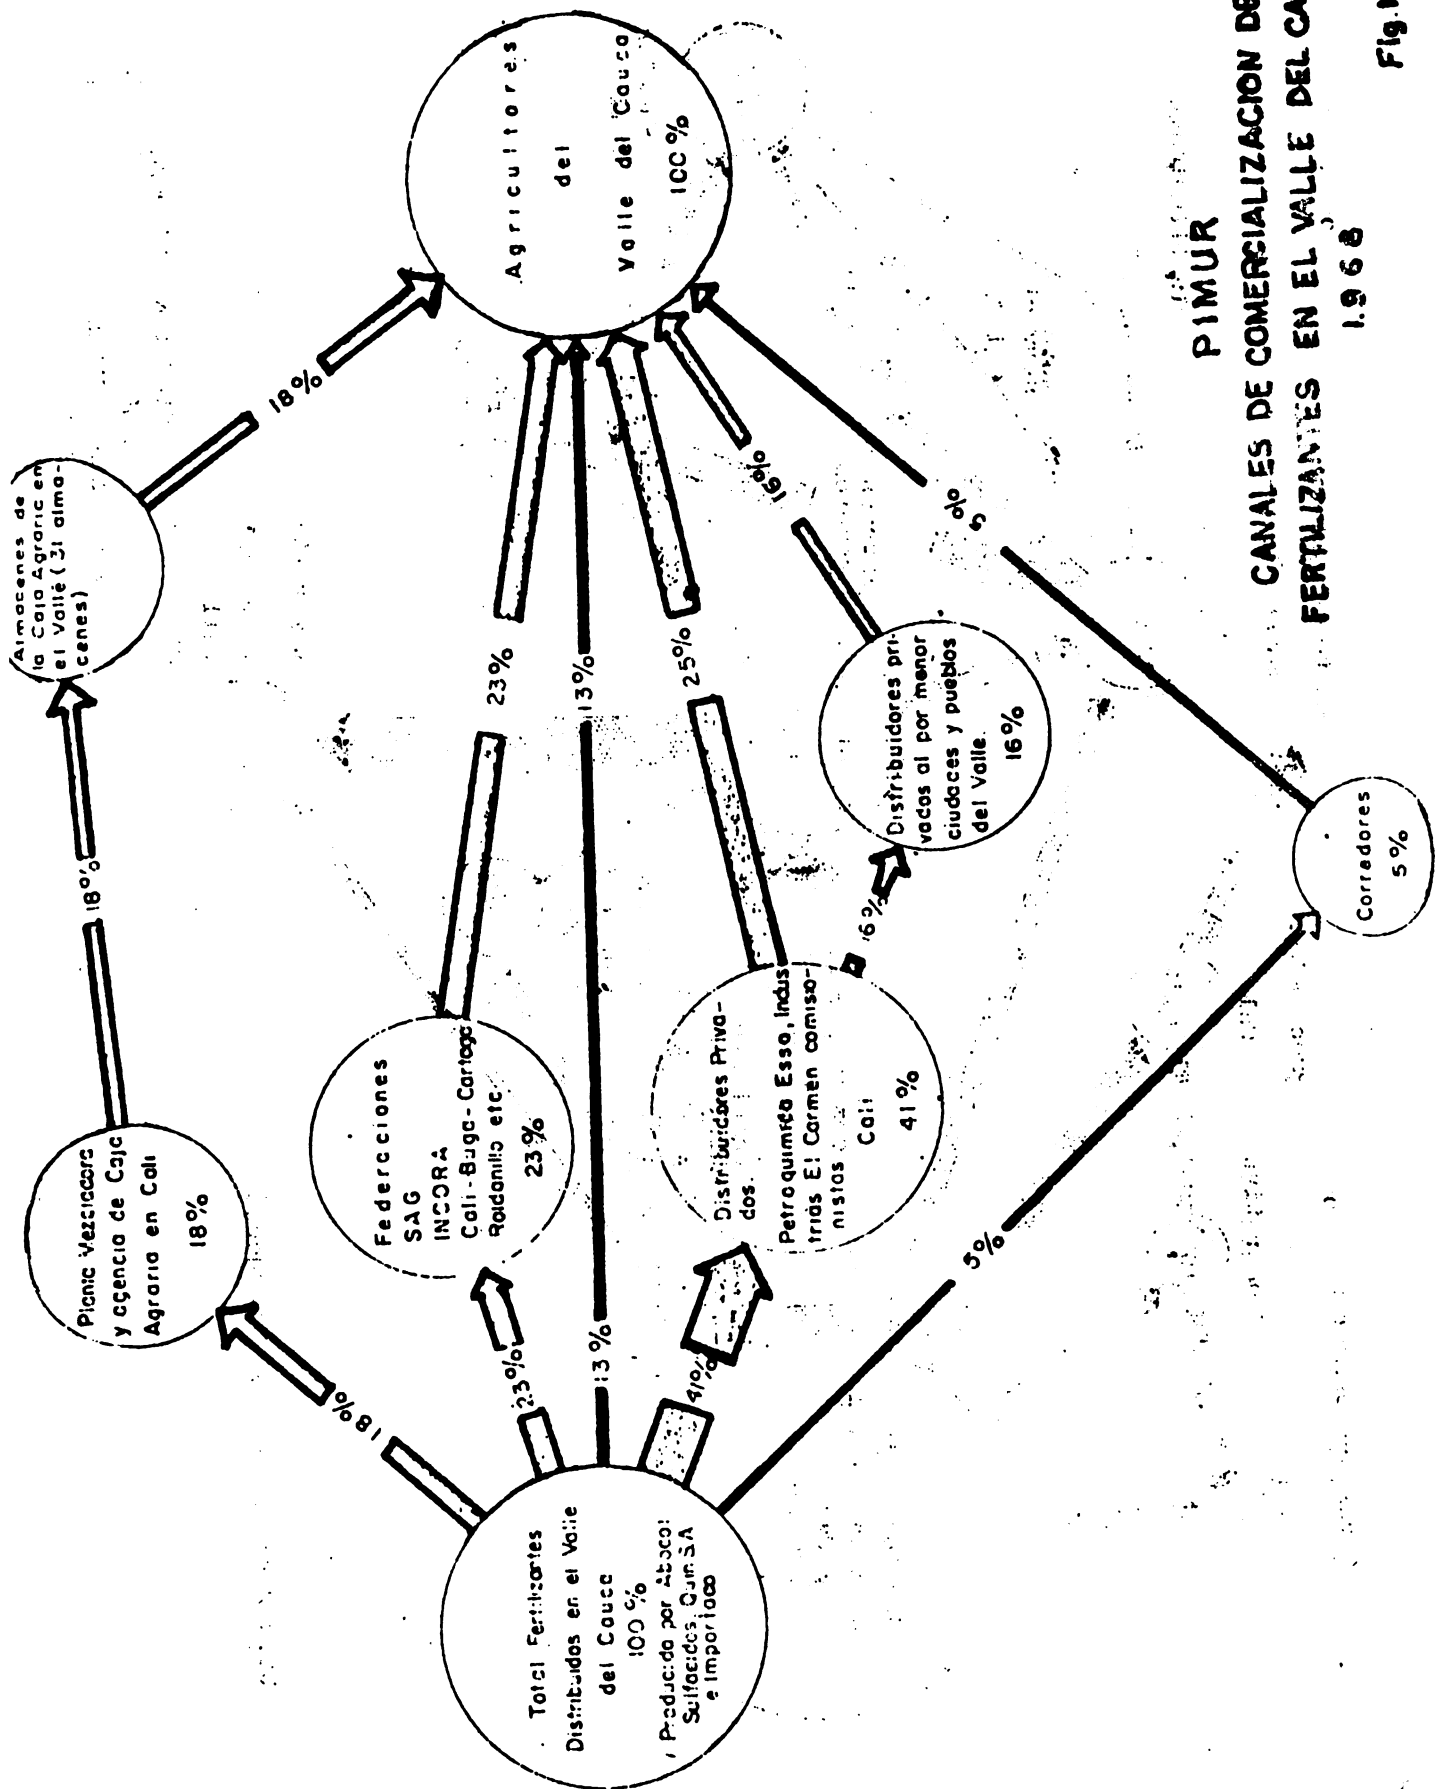 Total Fertilizantes
Distribuidos en el Valle
del Cauca
100%
Producido por Abocol
Sulfacidos, Quin S.A
e Importado
18%
Planta Mezcladora
y agencia de Caja
Agraria en Cali
18%
18%
Almacenes de
la Caja Agraria en
el Valle (31 alma-
cenes)
18%
23%
Federaciones
SAG
INCORA
Cali-Buga-Cartago
Roldanillo etc.
23%
23%
13%
13%
41%
Distribuidores Priva-
dos.
Petroquimica Esso, Indus
trias El Carmen comisio-
nistas
Cali
41%
25%
16%
Distribuidores pri-
vados al por menor
ciudades y pueblos
del Valle
16%
16%
5%
Corredores
5%
5%
Agricultores
del
Valle del Cauca
100%
PIMUR
CANALES DE COMERCIALIZACION DE
FERTILIZANTES EN EL VALLE DEL CA
1.968
Fig.1